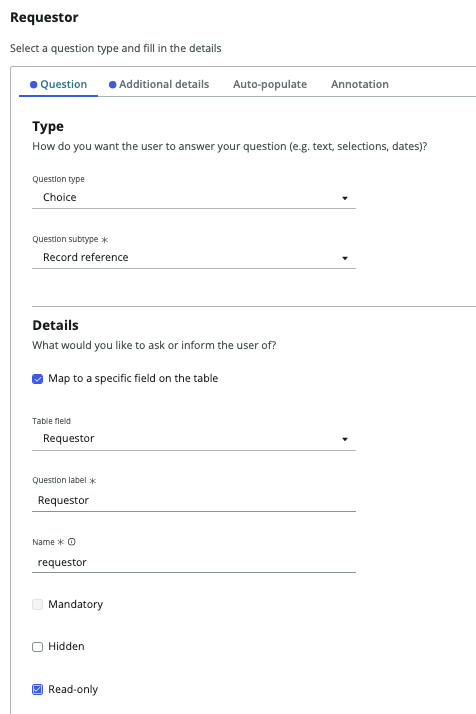 Requestor
Select a question type and fill in the details
Question
Additional details
Auto-populate
Annotation
Type
How do you want the user to answer your question (e.g. text, selections, dates)?
Question type
Choice
Question subtype *
Record reference
Details
What would you like to ask or inform the user of?
Map to a specific field on the table
Table field
Requestor
Question label *
Requestor
Name *
requestor
Mandatory
Hidden
Read-only